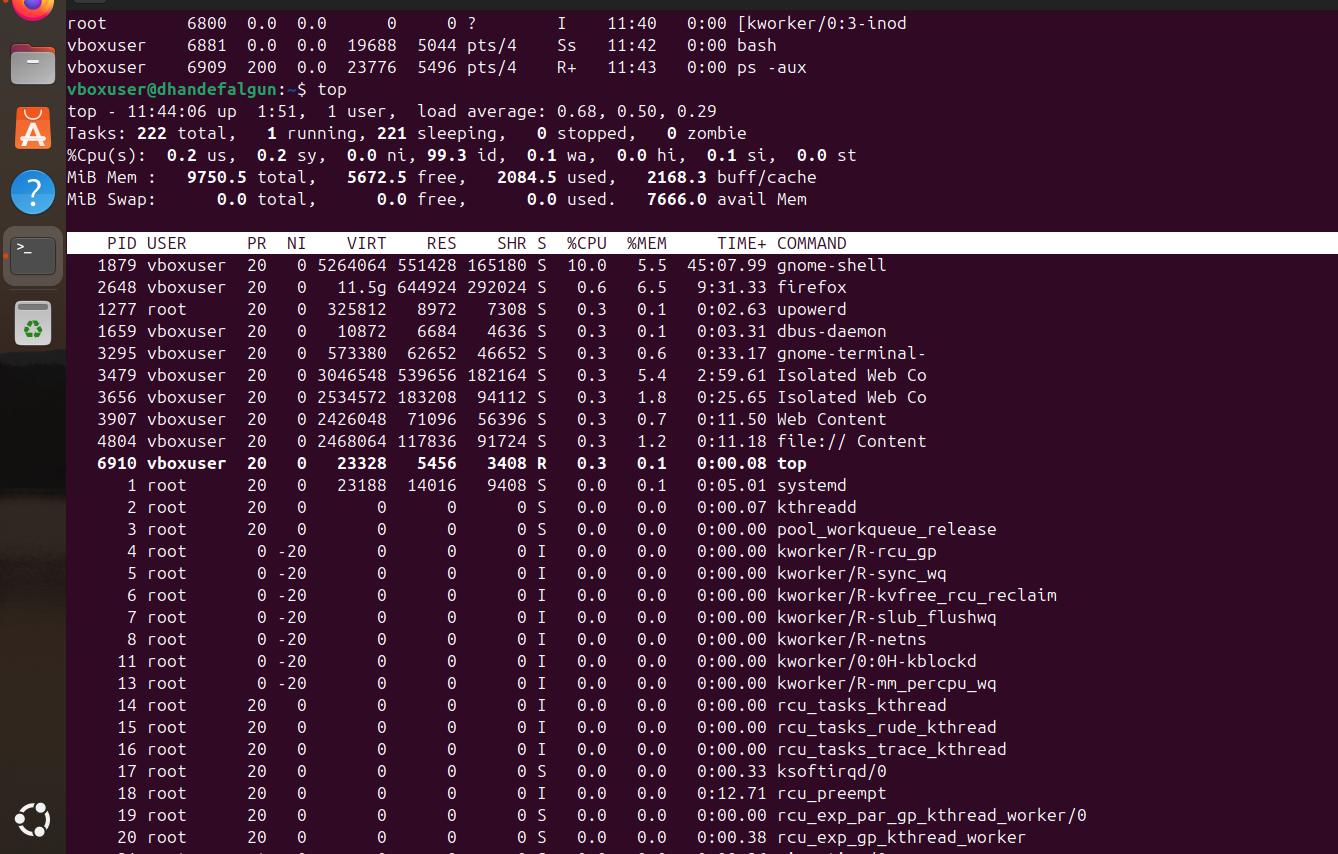 root 6800 0.0 0.0 0 0 ? I 11:40 0:00 [kworker/0:3-inod
vboxuser 6881 0.0 0.0 19688 5044 pts/4 Ss 11:42 0:00 bash
vboxuser 6909 200 0.0 23776 5496 pts/4 R+ 11:43 0:00 ps -aux
vboxuser@dhandefalgun:~$ top
top - 11:44:06 up 1:51, 1 user, load average: 0.68, 0.50, 0.29
Tasks: 222 total, 1 running, 221 sleeping, 0 stopped, 0 zombie
%Cpu(s): 0.2 us, 0.2 sy, 0.0 ni, 99.3 id, 0.1 wa, 0.0 hi, 0.1 si, 0.0 st
MiB Mem : 9750.5 total, 5672.5 free, 2084.5 used, 2168.3 buff/cache
MiB Swap: 0.0 total, 0.0 free, 0.0 used. 7666.0 avail Mem
PID USER PR NI VIRT RES SHR S %CPU %MEM TIME+ COMMAND
1879 vboxuser 20 0 5264064 551428 165180 S 10.0 5.5 45:07.99 gnome-shell
2648 vboxuser 20 0 11.5g 644924 292024 S 0.6 6.5 9:31.33 firefox
1277 root 20 0 325812 8972 7308 S 0.3 0.1 0:02.63 upowerd
1659 vboxuser 20 0 10872 6684 4636 S 0.3 0.1 0:03.31 dbus-daemon
3295 vboxuser 20 0 573380 62652 46652 S 0.3 0.6 0:33.17 gnome-terminal-
3479 vboxuser 20 0 3046548 539656 182164 S 0.3 5.4 2:59.61 Isolated Web Co
3656 vboxuser 20 0 2534572 183208 94112 S 0.3 1.8 0:25.65 Isolated Web Co
3907 vboxuser 20 0 2426048 71096 56396 S 0.3 0.7 0:11.50 Web Content
4804 vboxuser 20 0 2468064 117836 91724 S 0.3 1.2 0:11.18 file:// Content
6910 vboxuser 20 0 23328 5456 3408 R 0.3 0.1 0:00.08 top
1 root 20 0 23188 14016 9408 S 0.0 0.1 0:05.01 systemd
2 root 20 0 0 0 0 S 0.0 0.0 0:00.07 kthreadd
3 root 20 0 0 0 0 S 0.0 0.0 0:00.00 pool_workqueue_release
4 root 0 -20 0 0 0 I 0.0 0.0 0:00.00 kworker/R-rcu_gp
5 root 0 -20 0 0 0 I 0.0 0.0 0:00.00 kworker/R-sync_wq
6 root 0 -20 0 0 0 I 0.0 0.0 0:00.00 kworker/R-kvfree_rcu_reclaim
7 root 0 -20 0 0 0 I 0.0 0.0 0:00.00 kworker/R-slub_flushwq
8 root 0 -20 0 0 0 I 0.0 0.0 0:00.00 kworker/R-netns
11 root 0 -20 0 0 0 I 0.0 0.0 0:00.00 kworker/0:0H-kblockd
13 root 0 -20 0 0 0 I 0.0 0.0 0:00.00 kworker/R-mm_percpu_wq
14 root 20 0 0 0 0 I 0.0 0.0 0:00.00 rcu_tasks_kthread
15 root 20 0 0 0 0 I 0.0 0.0 0:00.00 rcu_tasks_rude_kthread
16 root 20 0 0 0 0 I 0.0 0.0 0:00.00 rcu_tasks_trace_kthread
17 root 20 0 0 0 0 S 0.0 0.0 0:00.33 ksoftirqd/0
18 root 20 0 0 0 0 I 0.0 0.0 0:12.71 rcu_preempt
19 root 20 0 0 0 0 S 0.0 0.0 0:00.00 rcu_exp_par_gp_kthread_worker/0
20 root 20 0 0 0 0 S 0.0 0.0 0:00.38 rcu_exp_gp_kthread_worker